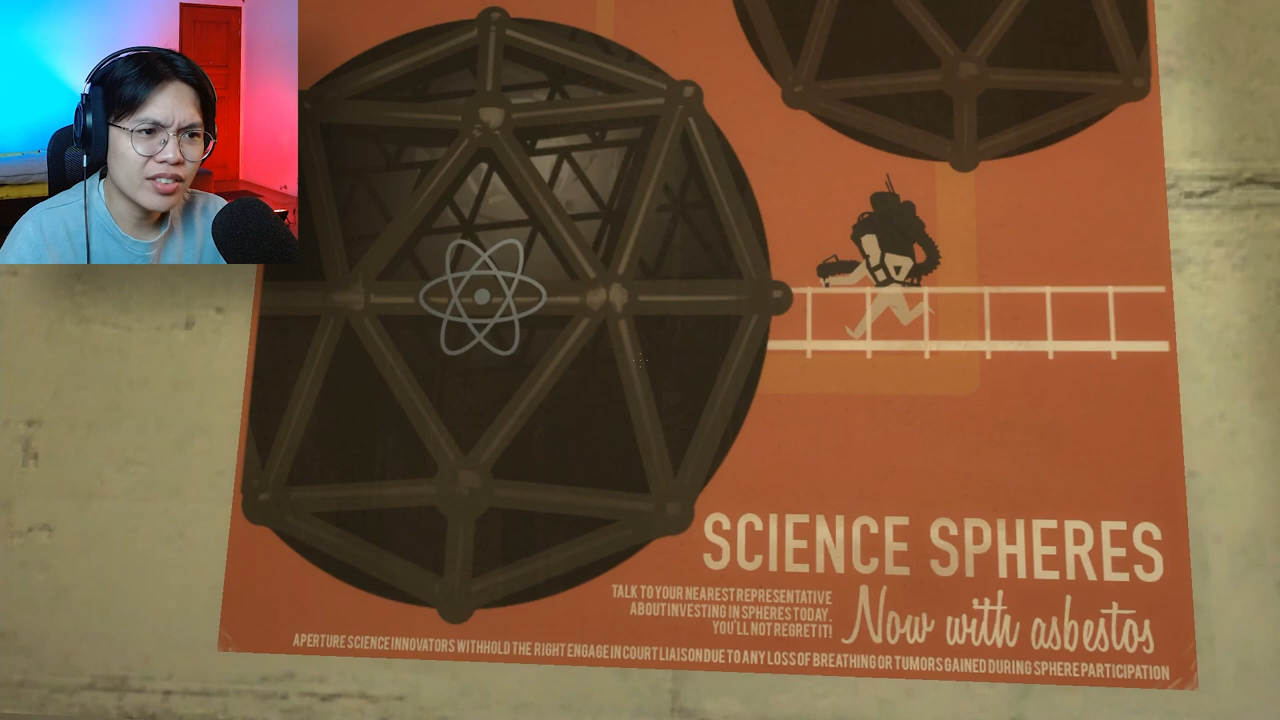 SCIENCE SPHERES
TALK TO YOUR NEAREST REPRESENTATIVE
ABOUT INVESTING IN SPHERES TODAY.
YOU'LL NOT REGRET IT!
Now with asbestos
APERTURE SCIENCE INNOVATORS WITHHOLD THE RIGHT ENGAGE IN COURT LIAISON DUE TO ANY LOSS OF BREATHING OR TUMORS GAINED DURING SPHERE PARTICIPATION